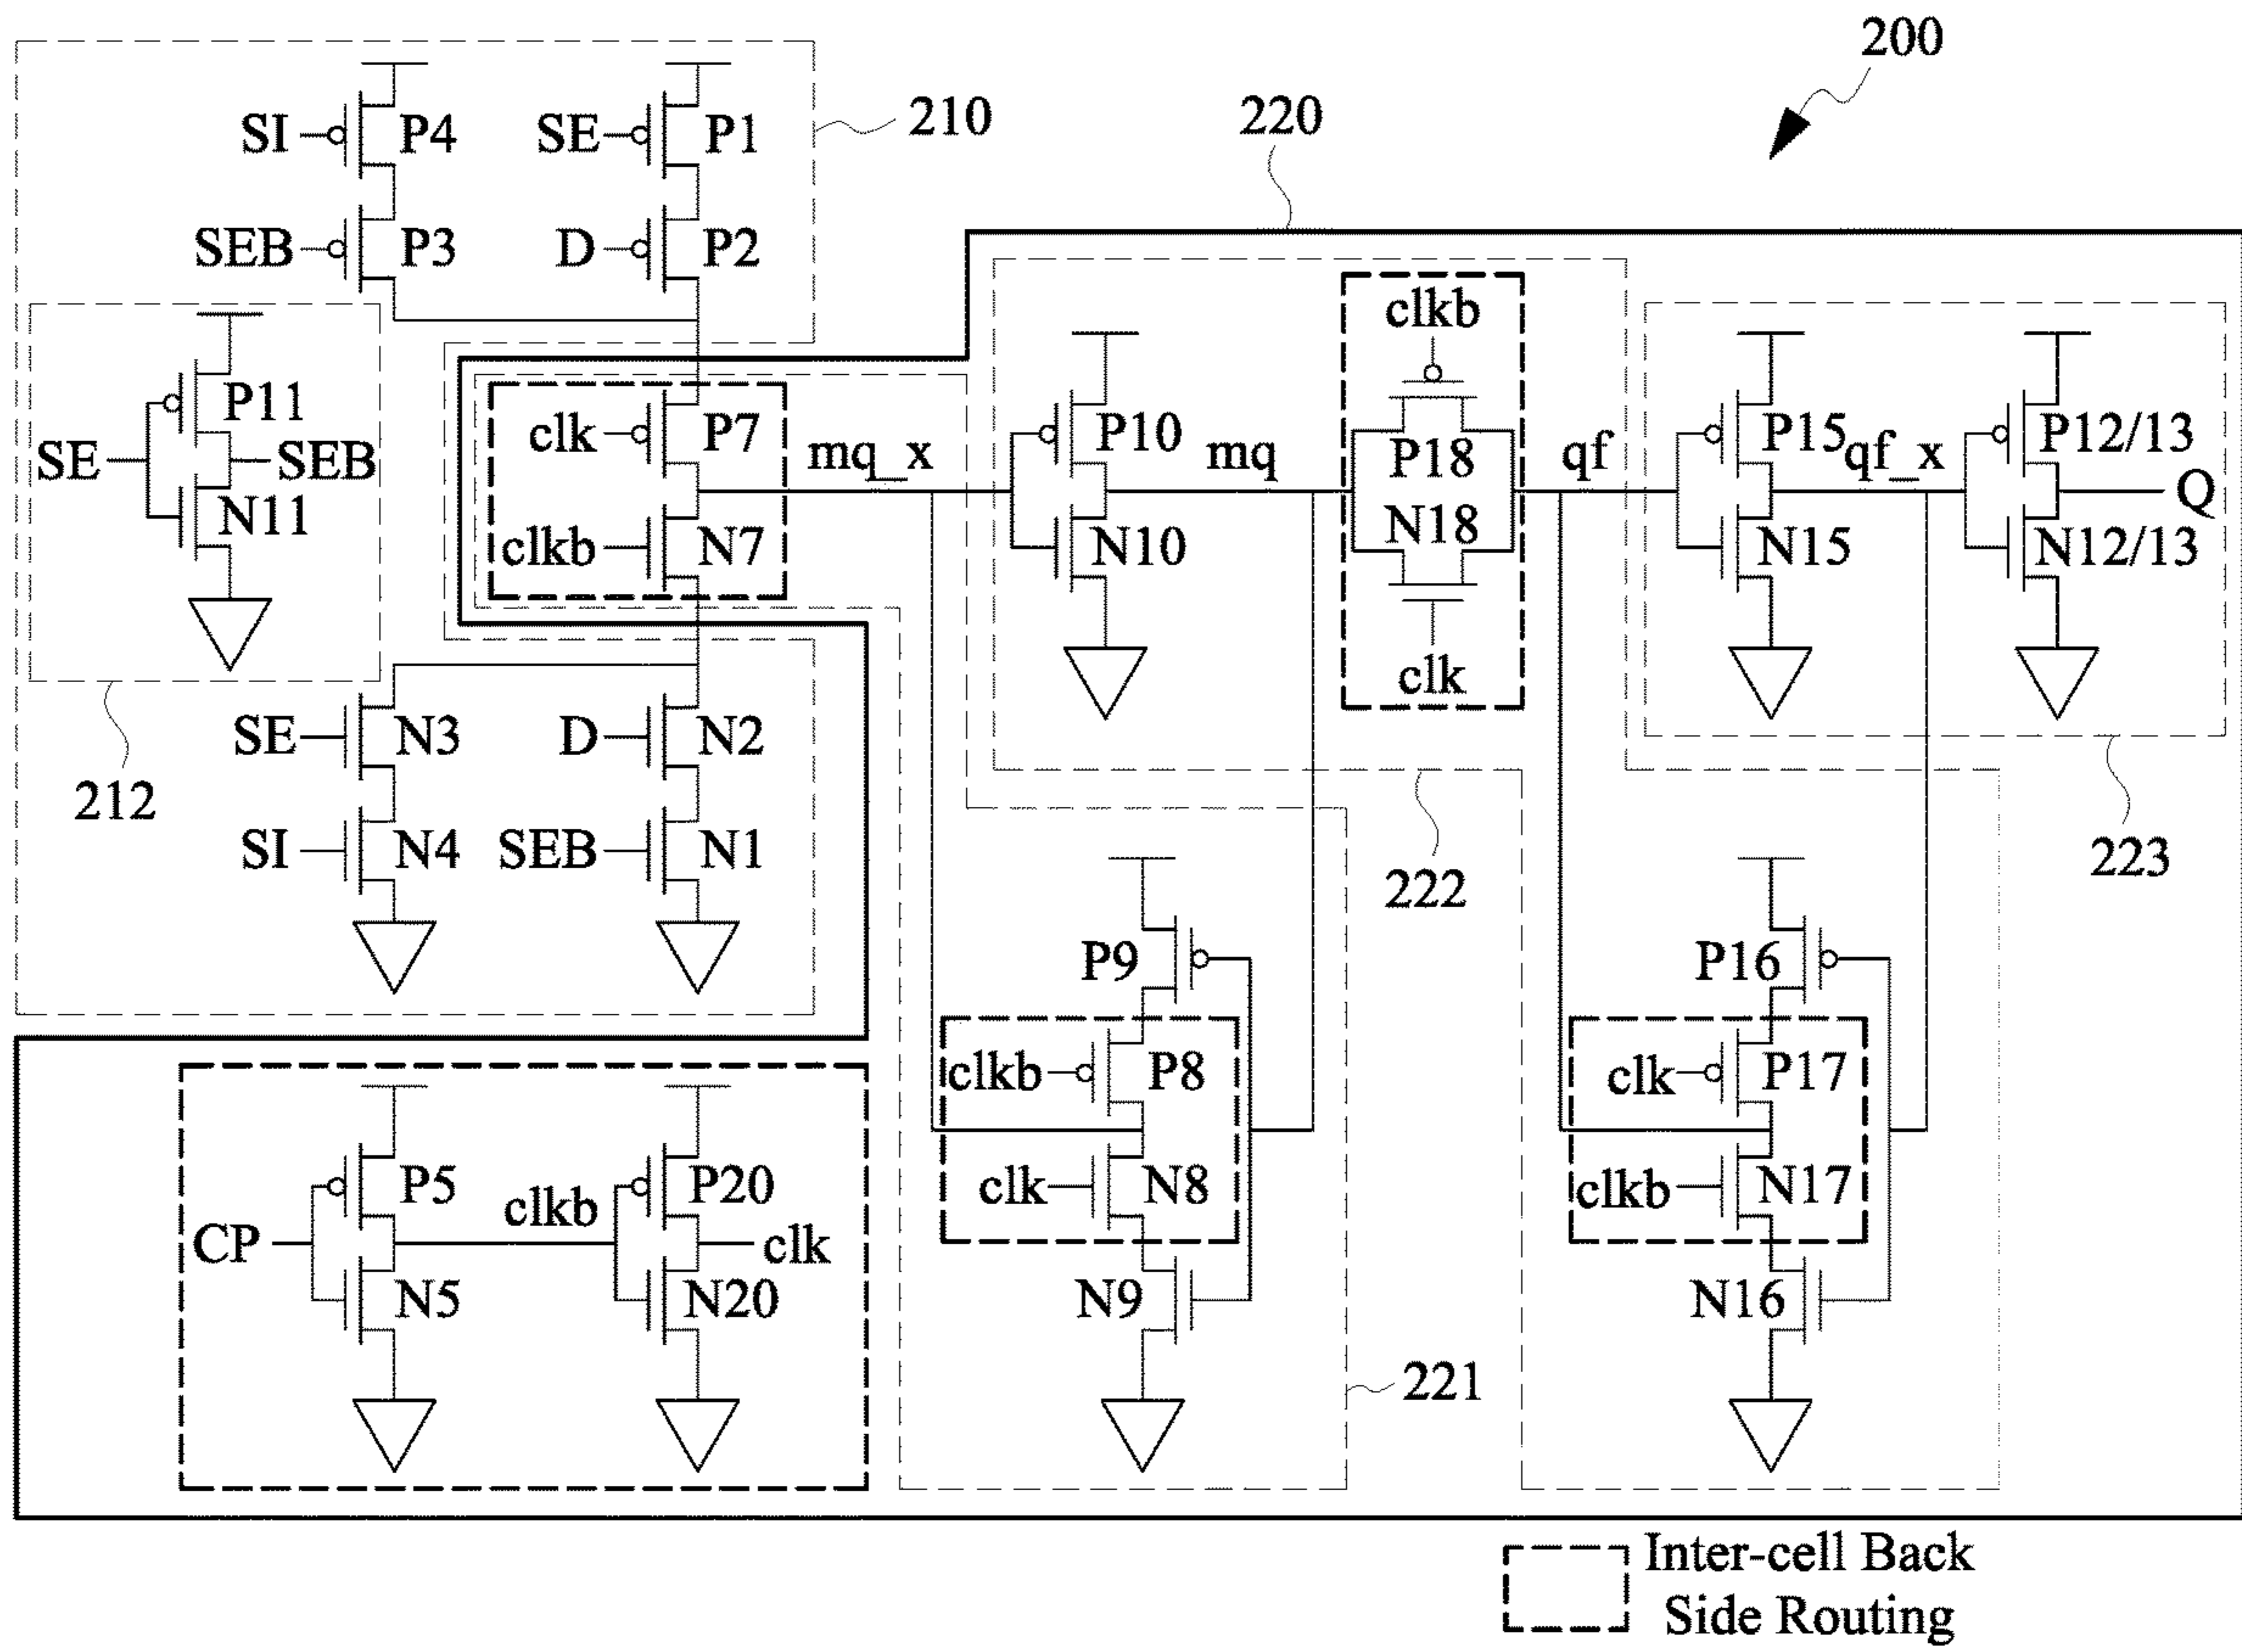 200
SI P4 SE P1 210 220
SEB P3 D P2
clkb
P11 clk P7 P10 P18 P15 P12/13
SE SEB mq_x mq qf qf_x Q
N11 clkb N7 N10 N18 N15 N12/13
clk
SE N3 D N2
212
SI N4 SEB N1 222 223
P9 P16
clkb P8 clk P17
P5 P20 clk N8 clkb N17
CP clkb clk
N5 N20 N9 N16
221
Inter-cell Back
Side Routing